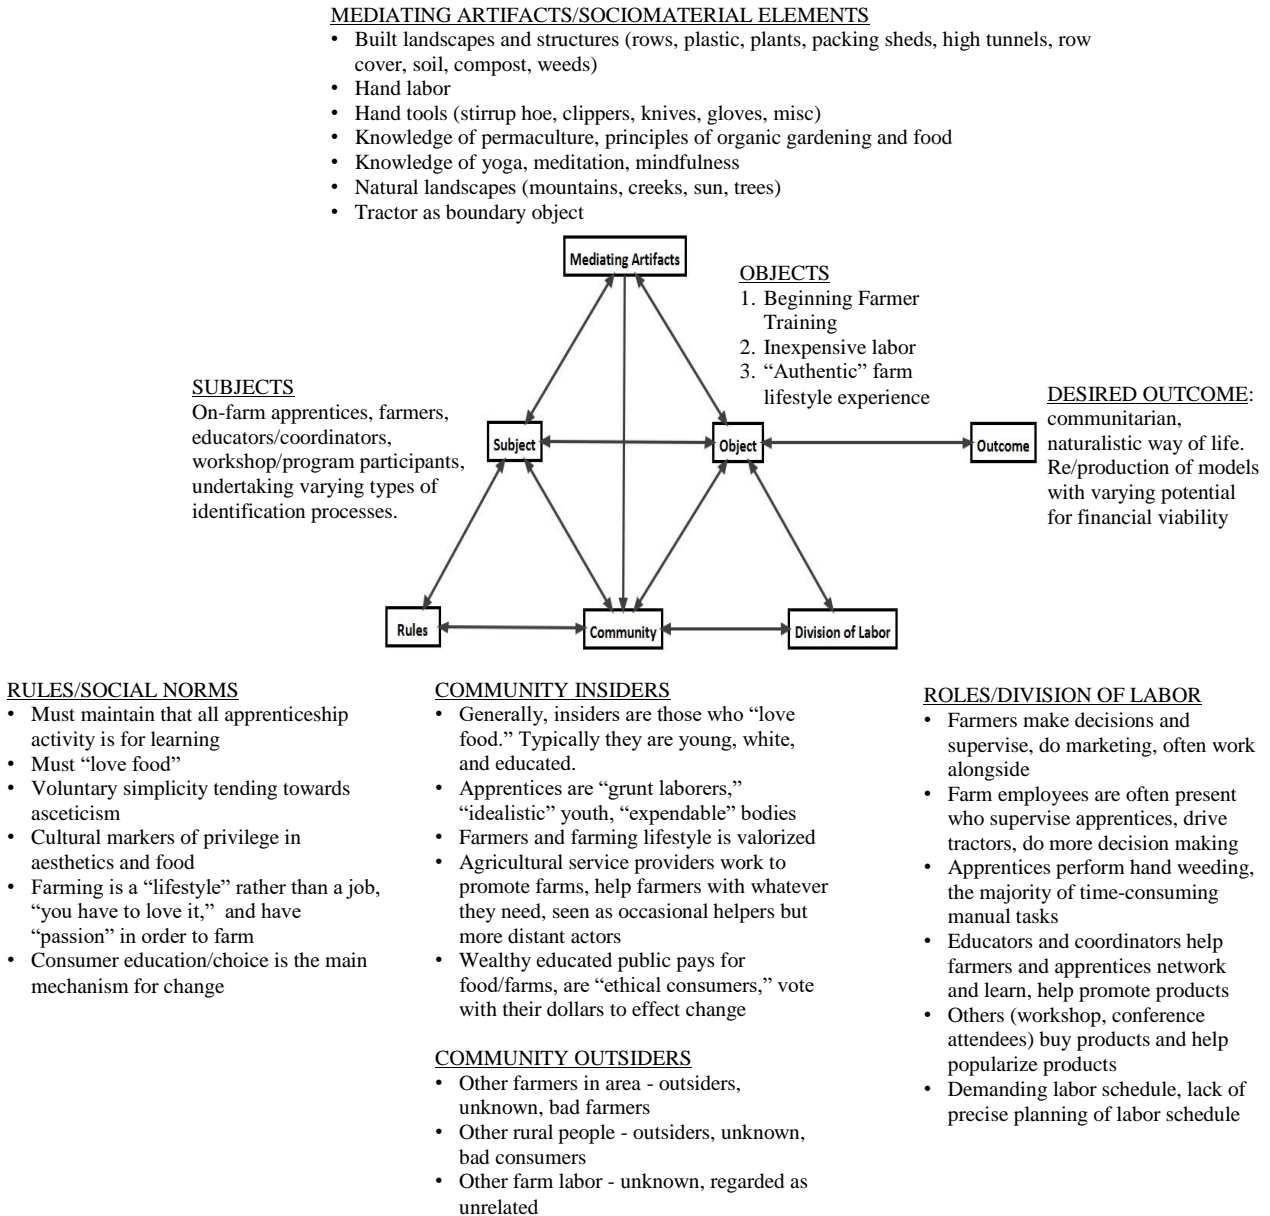 MEDIATING ARTIFACTS/SOCIOMATERIAL ELEMENTS
• Built landscapes and structures (rows, plastic, plants, packing sheds, high tunnels, row
cover, soil, compost, weeds)
• Hand labor
• Hand tools (stirrup hoe, clippers, knives, gloves, misc)
• Knowledge of permaculture, principles of organic gardening and food
• Knowledge of yoga, meditation, mindfulness
• Natural landscapes (mountains, creeks, sun, trees)
• Tractor as boundary object
Mediating Artifacts
OBJECTS
1. Beginning Farmer
Training
2. Inexpensive labor
3. “Authentic” farm
lifestyle experience
SUBJECTS
On-farm apprentices, farmers,
educators/coordinators,
workshop/program participants,
undertaking varying types of
identification processes.
Subject
Object
Outcome
DESIRED OUTCOME:
communitarian,
naturalistic way of life.
Re/production of models
with varying potential
for financial viability
Rules
Community
Division of Labor
RULES/SOCIAL NORMS
• Must maintain that all apprenticeship
activity is for learning
• Must “love food”
• Voluntary simplicity tending towards
asceticism
• Cultural markers of privilege in
aesthetics and food
• Farming is a “lifestyle” rather than a job,
“you have to love it,” and have
“passion” in order to farm
• Consumer education/choice is the main
mechanism for change
COMMUNITY INSIDERS
• Generally, insiders are those who “love
food.” Typically they are young, white,
and educated.
• Apprentices are “grunt laborers,”
“idealistic” youth, “expendable” bodies
• Farmers and farming lifestyle is valorized
• Agricultural service providers work to
promote farms, help farmers with whatever
they need, seen as occasional helpers but
more distant actors
• Wealthy educated public pays for
food/farms, are “ethical consumers,” vote
with their dollars to effect change
COMMUNITY OUTSIDERS
• Other farmers in area - outsiders,
unknown, bad farmers
• Other rural people - outsiders, unknown,
bad consumers
• Other farm labor - unknown, regarded as
unrelated
ROLES/DIVISION OF LABOR
• Farmers make decisions and
supervise, do marketing, often work
alongside
• Farm employees are often present
who supervise apprentices, drive
tractors, do more decision making
• Apprentices perform hand weeding,
the majority of time-consuming
manual tasks
• Educators and coordinators help
farmers and apprentices network
and learn, help promote products
• Others (workshop, conference
attendees) buy products and help
popularize products
• Demanding labor schedule, lack of
precise planning of labor schedule